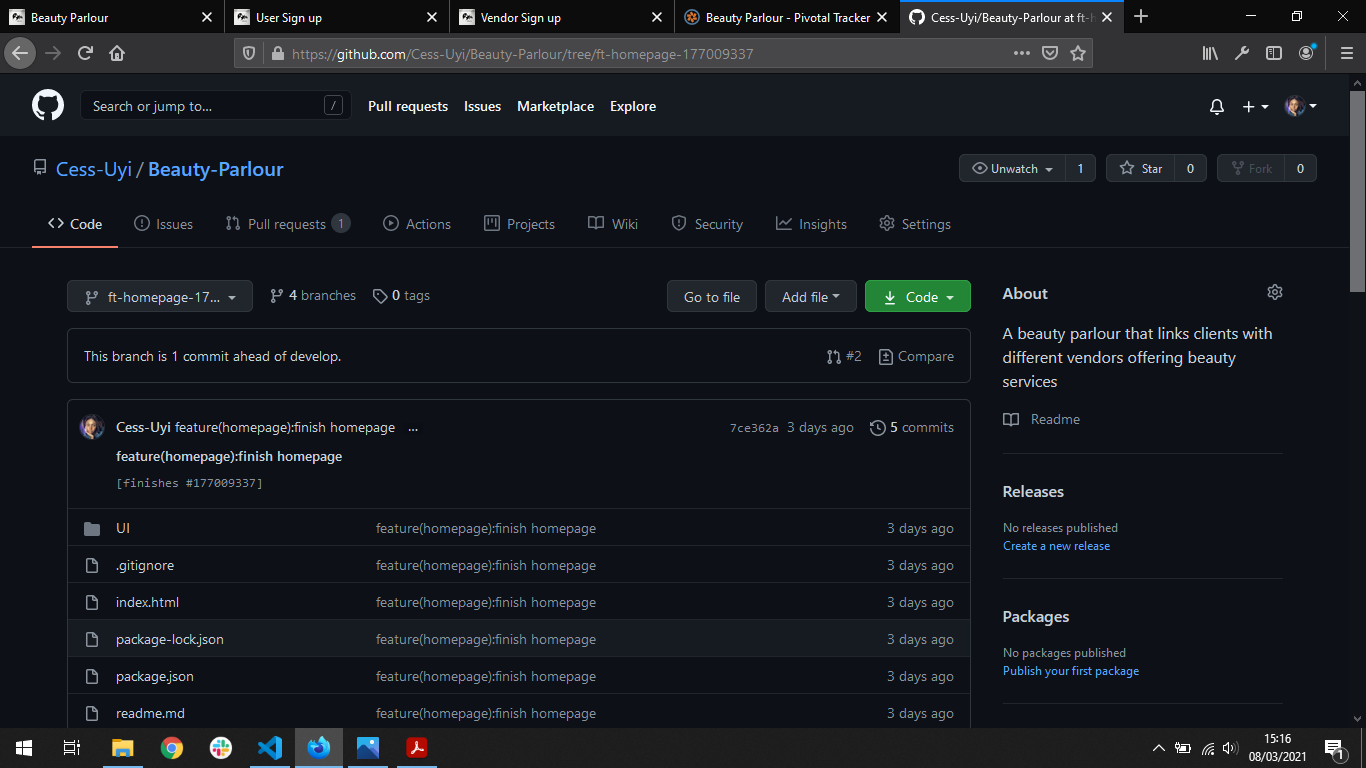 Beauty Parlour
User Sign up
Vendor Sign up
Beauty Parlour - Pivotal Tracker
Cess-Uyi/Beauty-Parlour at ft-h
https://github.com/Cess-Uyi/Beauty-Parlour/tree/ft-homepage-177009337
Search or jump to... /
Pull requests Issues Marketplace Explore
Cess-Uyi / Beauty-Parlour
Unwatch 1 Star 0 Fork 0
Code Issues Pull requests 1 Actions Projects Wiki Security Insights Settings
ft-homepage-17... 4 branches 0 tags
Go to file Add file Code
This branch is 1 commit ahead of develop.
#2 Compare
Cess-Uyi feature(homepage):finish homepage ...
7ce362a 3 days ago 5 commits
feature(homepage):finish homepage
[finishes #177009337]
UI feature(homepage):finish homepage 3 days ago
.gitignore feature(homepage):finish homepage 3 days ago
index.html feature(homepage):finish homepage 3 days ago
package-lock.json feature(homepage):finish homepage 3 days ago
package.json feature(homepage):finish homepage 3 days ago
readme.md feature(homepage):finish homepage 3 days ago
About
A beauty parlour that links clients with
different vendors offering beauty
services
Readme
Releases
No releases published
Create a new release
Packages
No packages published
Publish your first package
15:16
08/03/2021
1